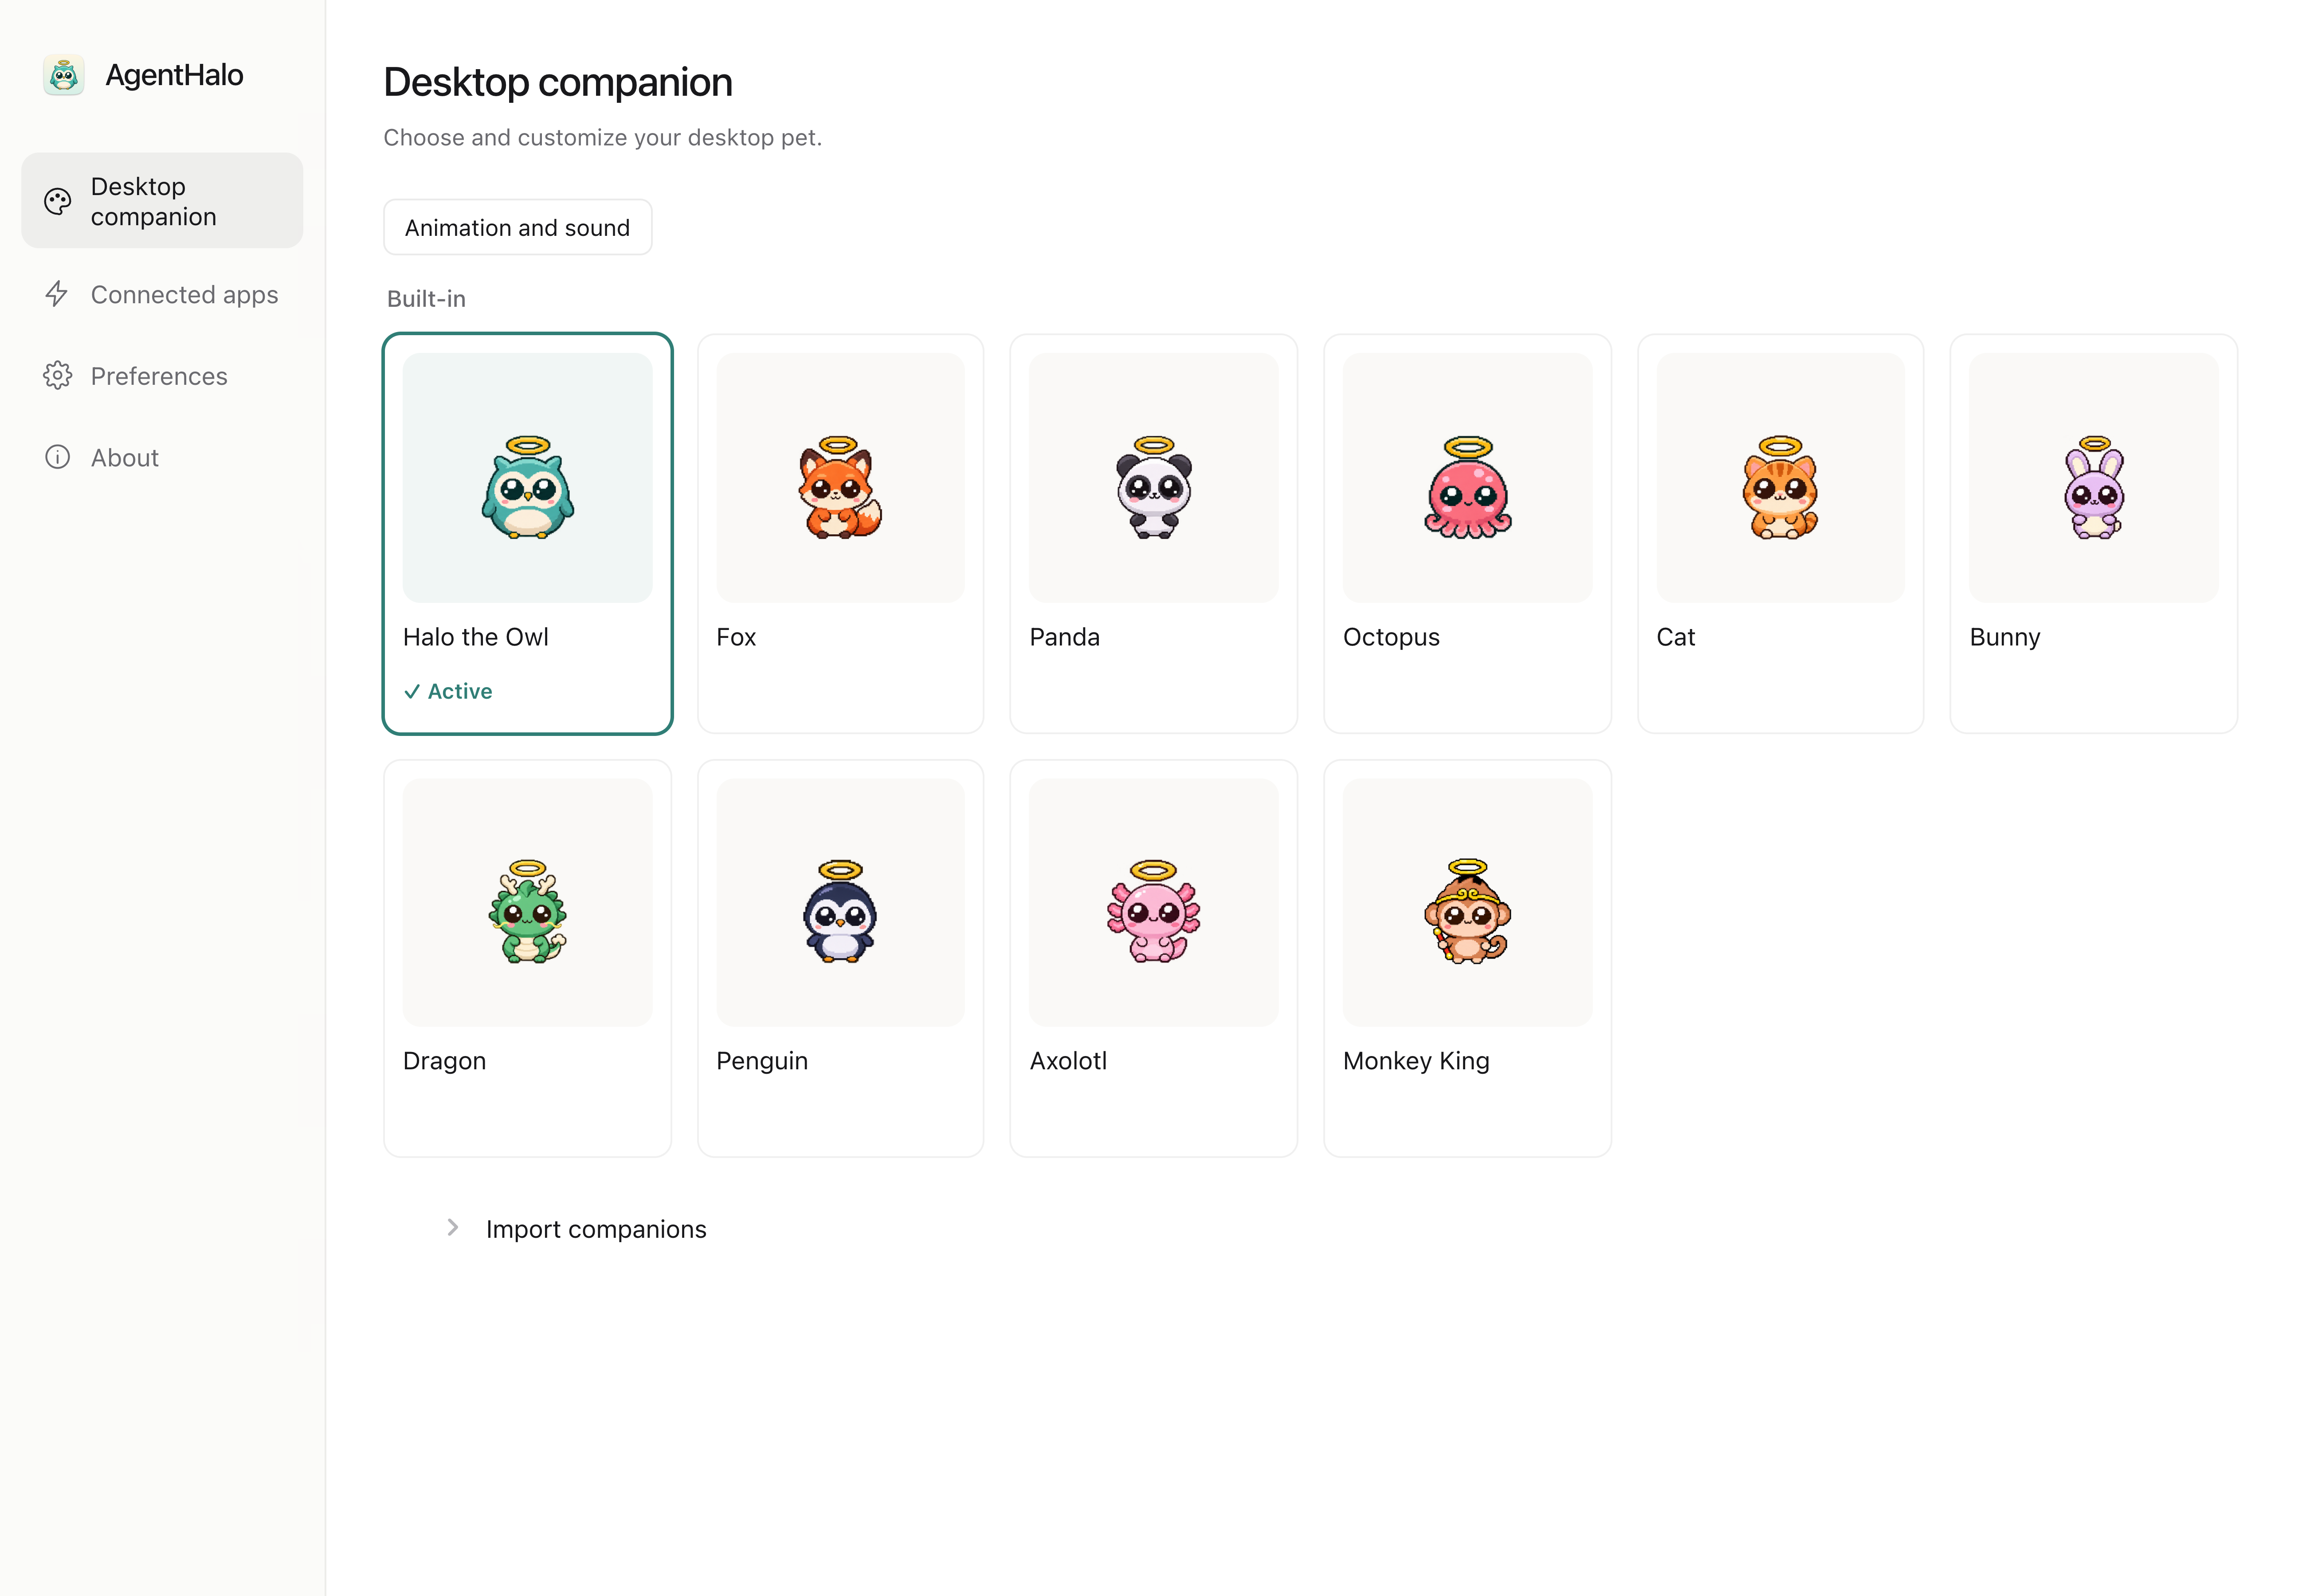 AgentHalo
Desktop
companion
Connected apps
Preferences
About
Desktop companion
Choose and customize your desktop pet.
Animation and sound
Built-in
Halo the Owl
✓ Active
Fox
Panda
Octopus
Cat
Bunny
Dragon
Penguin
Axolotl
Monkey King
Import companions